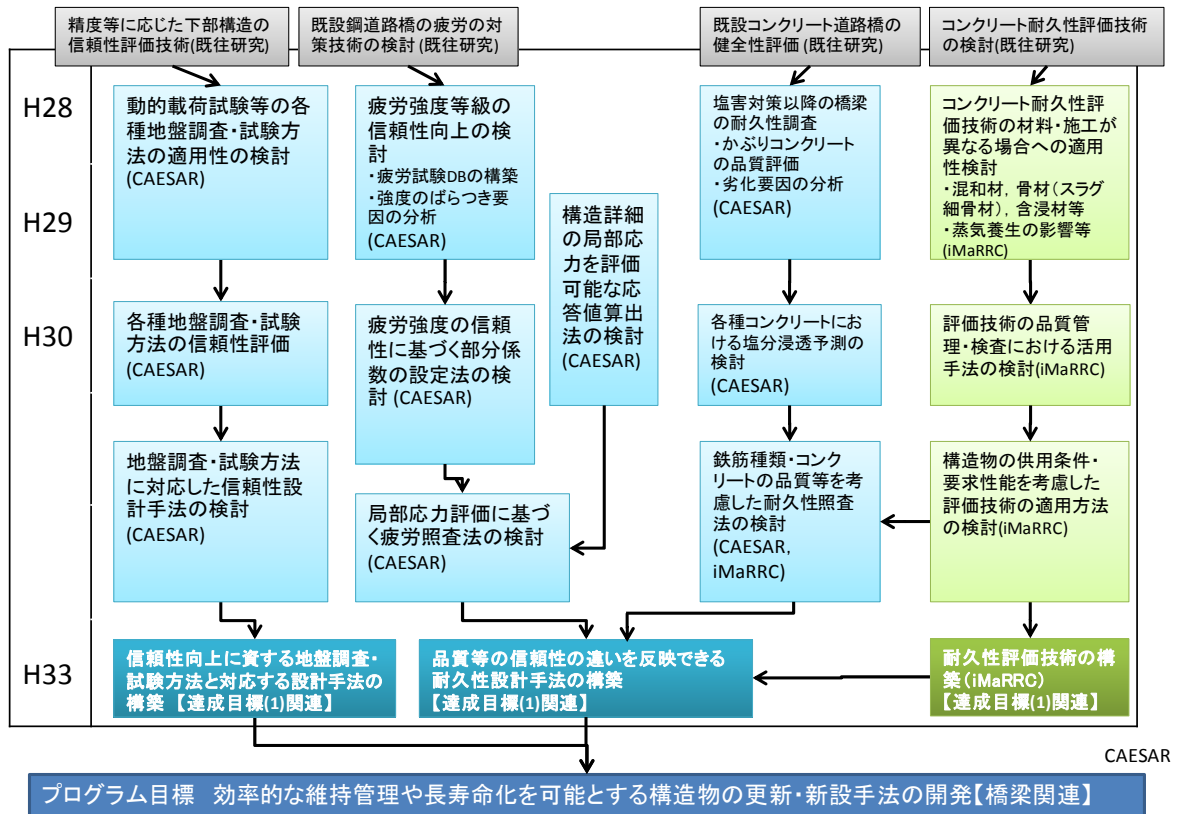 精度等に応じた下部構造の
信頼性評価技術(既往研究)
既設鋼道路橋の疲労の対
策技術の検討 (既往研究)
既設コンクリート道路橋の
健全性評価 (既往研究)
コンクリート耐久性評価技術
の検討(既往研究)
H28
H29
H30
H33
動的載荷試験等の各
種地盤調査・試験方
法の適用性の検討
(CAESAR)
各種地盤調査・試験
方法の信頼性評価
(CAESAR)
地盤調査・試験方法
に対応した信頼性設
計手法の検討
(CAESAR)
疲労強度等級の
信頼性向上の検
討
・疲労試験DBの構築
・強度のばらつき要
因の分析
(CAESAR)
疲労強度の信頼
性に基づく部分係
数の設定法の検
討 (CAESAR)
構造詳細
の局部応
力を評価
可能な応
答値算出
法の検討
(CAESAR)
局部応力評価に基づ
く疲労照査法の検討
(CAESAR)
塩害対策以降の橋梁
の耐久性調査
・かぶりコンクリート
の品質評価
・劣化要因の分析
(CAESAR)
各種コンクリートにお
ける塩分浸透予測の
検討
(CAESAR)
鉄筋種類・コンク
リートの品質等を考
慮した耐久性照査
法の検討
(CAESAR,
iMaRRC)
コンクリート耐久性評
価技術の材料・施工が
異なる場合への適用
性検討
・混和材，骨材（スラグ
細骨材），含浸材等
・蒸気養生の影響等
(iMaRRC)
評価技術の品質管
理・検査における活用
手法の検討(iMaRRC)
構造物の供用条件・
要求性能を考慮した
評価技術の適用方法
の検討(iMaRRC)
信頼性向上に資する地盤調査・
試験方法と対応する設計手法の
構築 【達成目標(1)関連】
品質等の信頼性の違いを反映できる
耐久性設計手法の構築
【達成目標(1)関連】
耐久性評価技術の構
築（iMaRRC）
【達成目標(1)関連】
CAESAR
プログラム目標 効率的な維持管理や長寿命化を可能とする構造物の更新・新設手法の開発【橋梁関連】